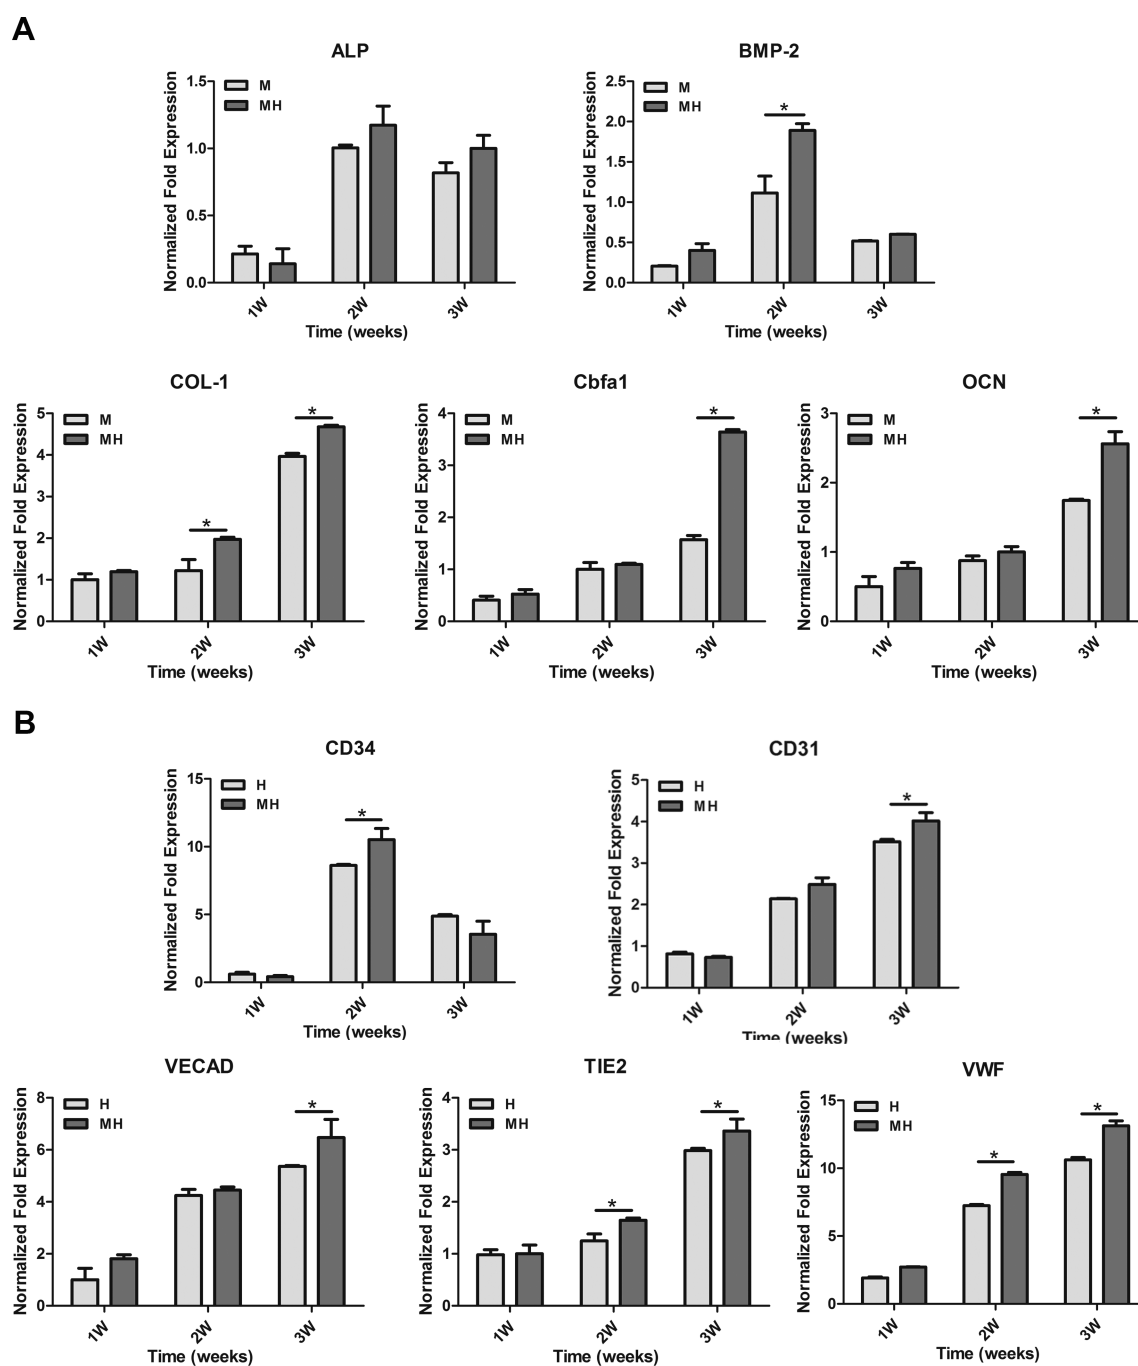 A
ALP
BMP-2
Normalized Fold Expression
1.5
1.0
0.5
0.0
M
MH
1W
2W
3W
Time (weeks)
Normalized Fold Expression
2.5
2.0
1.5
1.0
0.5
0.0
M
MH
*
1W
2W
3W
Time (weeks)
COL-1
Cbfa1
OCN
Normalized Fold Expression
5
4
3
2
1
0
M
MH
*
*
1W
2W
3W
Time (weeks)
Normalized Fold Expression
4
3
2
1
0
M
MH
*
1W
2W
3W
Time (weeks)
Normalized Fold Expression
3
2
1
0
M
MH
*
1W
2W
3W
Time (weeks)
B
CD34
CD31
Normalized Fold Expression
15
10
5
0
H
MH
*
1W
2W
3W
Time (weeks)
Normalized Fold Expression
5
4
3
2
1
0
H
MH
*
1W
2W
3W
Time (weeks)
VECAD
TIE2
VWF
Normalized Fold Expression
8
6
4
2
0
H
MH
*
1W
2W
3W
Time (weeks)
Normalized Fold Expression
4
3
2
1
0
H
MH
*
*
1W
2W
3W
Time (weeks)
Normalized Fold Expression
15
10
5
0
H
MH
*
*
1W
2W
3W
Time (weeks)